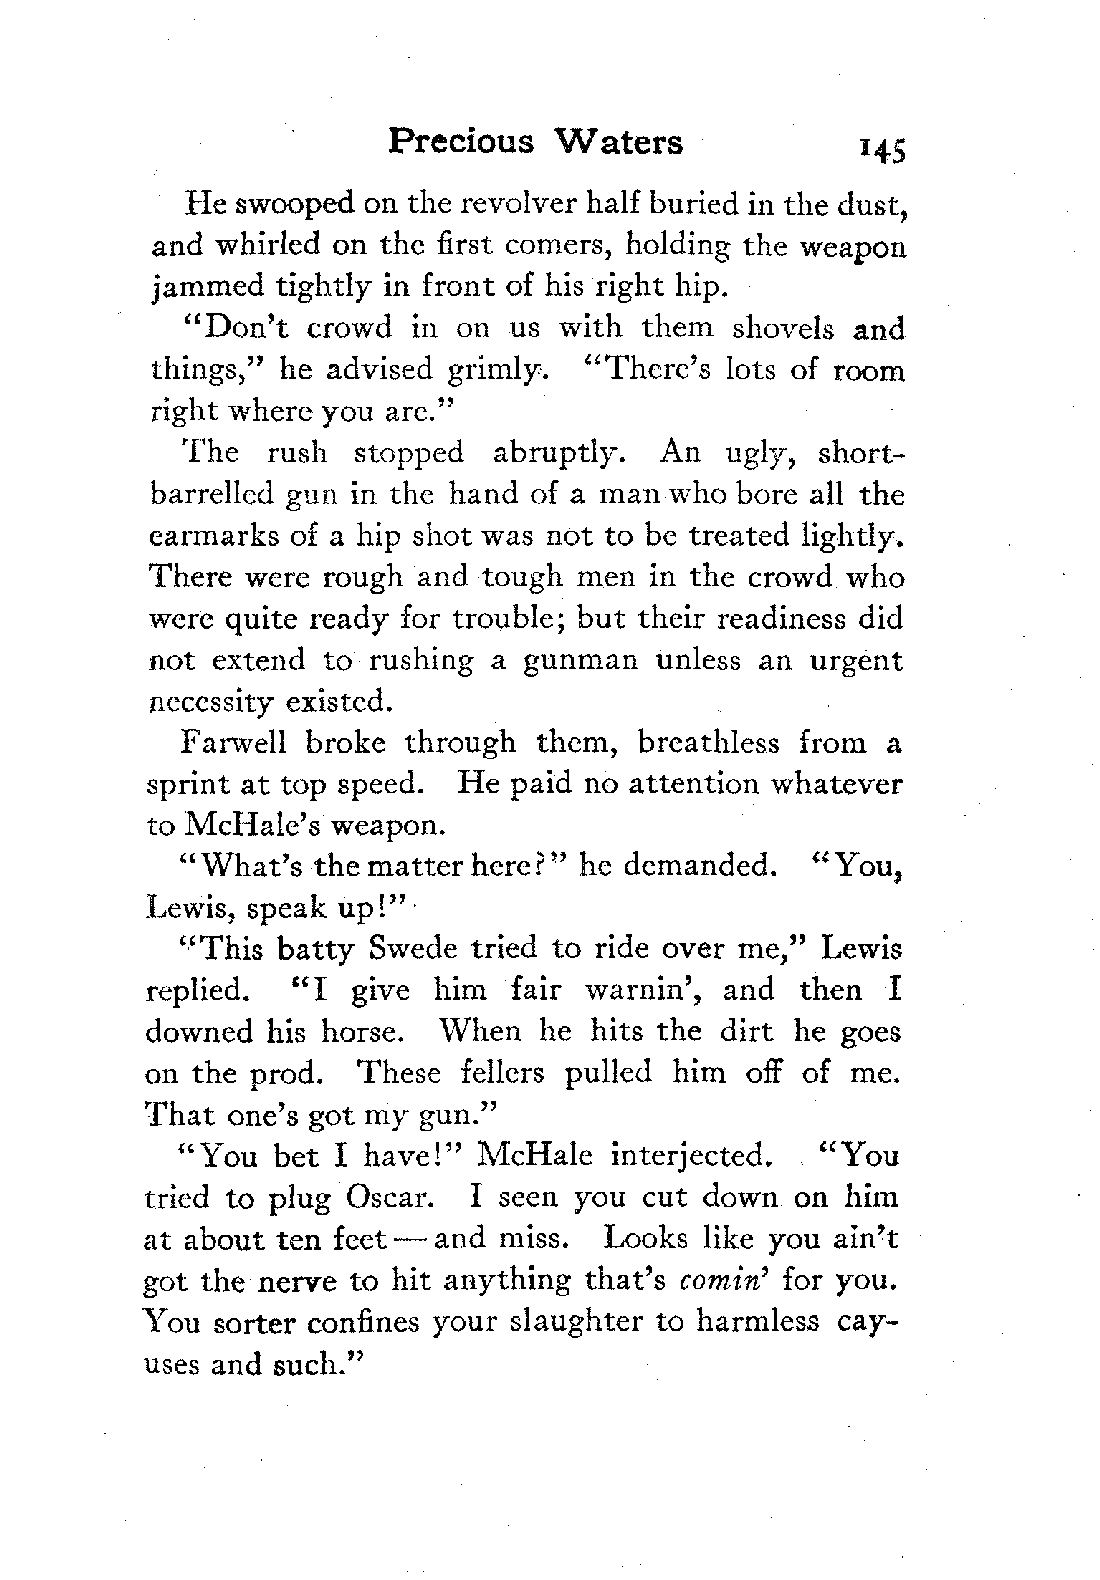 Precious Waters 145
He swooped on the revolver half buried in the dust,
and whirled on the first comers, holding the weapon
jammed tightly in front of his right hip.
“Don’t crowd in on us with them shovels and
things,” he advised grimly. “There’s lots of room
right where you are.”
The rush stopped abruptly. An ugly, short-
barrelled gun in the hand of a man who bore all the
earmarks of a hip shot was not to be treated lightly.
There were rough and tough men in the crowd who
were quite ready for trouble; but their readiness did
not extend to rushing a gunman unless an urgent
necessity existed.
Farwell broke through them, breathless from a
sprint at top speed. He paid no attention whatever
to McHale’s weapon.
“What’s the matter here?” he demanded. “You,
Lewis, speak up!”
“This batty Swede tried to ride over me,” Lewis
replied. “I give him fair warnin’, and then I
downed his horse. When he hits the dirt he goes
on the prod. These fellers pulled him off of me.
That one’s got my gun.”
“You bet I have!” McHale interjected. “You
tried to plug Oscar. I seen you cut down on him
at about ten feet — and miss. Looks like you ain’t
got the nerve to hit anything that’s comin’ for you.
You sorter confines your slaughter to harmless cay-
uses and such.”